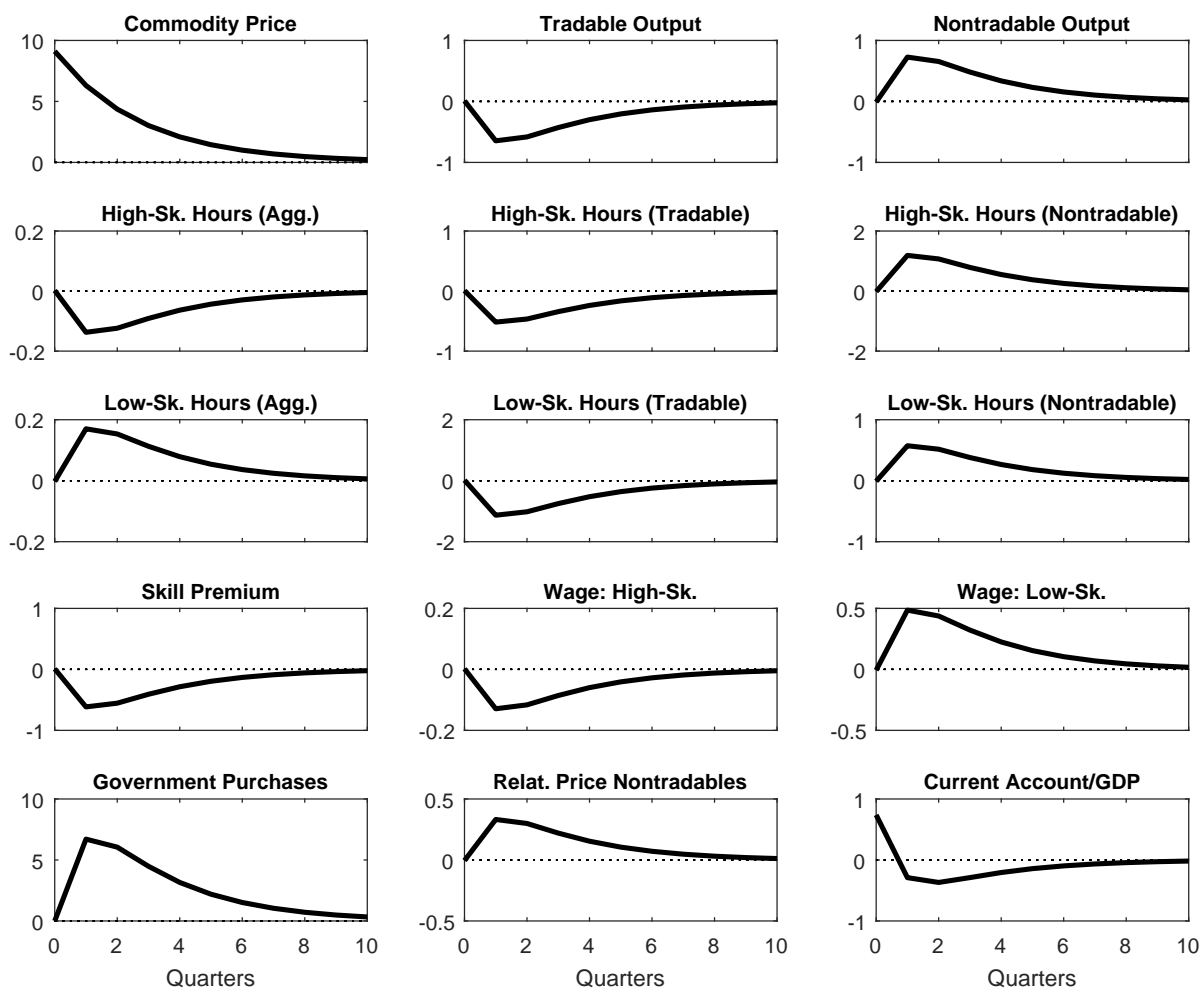 Commodity Price
Tradable Output
Nontradable Output
10
5
0
1
0
-1
1
0
-1
High-Sk. Hours (Agg.)
High-Sk. Hours (Tradable)
High-Sk. Hours (Nontradable)
0.2
0
-0.2
1
0
-1
2
0
-2
Low-Sk. Hours (Agg.)
Low-Sk. Hours (Tradable)
Low-Sk. Hours (Nontradable)
0.2
0
-0.2
2
0
-2
1
0
-1
Skill Premium
Wage: High-Sk.
Wage: Low-Sk.
1
0
-1
0.2
0
-0.2
0.5
0
-0.5
Government Purchases
Relat. Price Nontradables
Current Account/GDP
10
5
0
0.5
0
-0.5
1
0
-1
0 2 4 6 8 10
0 2 4 6 8 10
0 2 4 6 8 10
Quarters
Quarters
Quarters